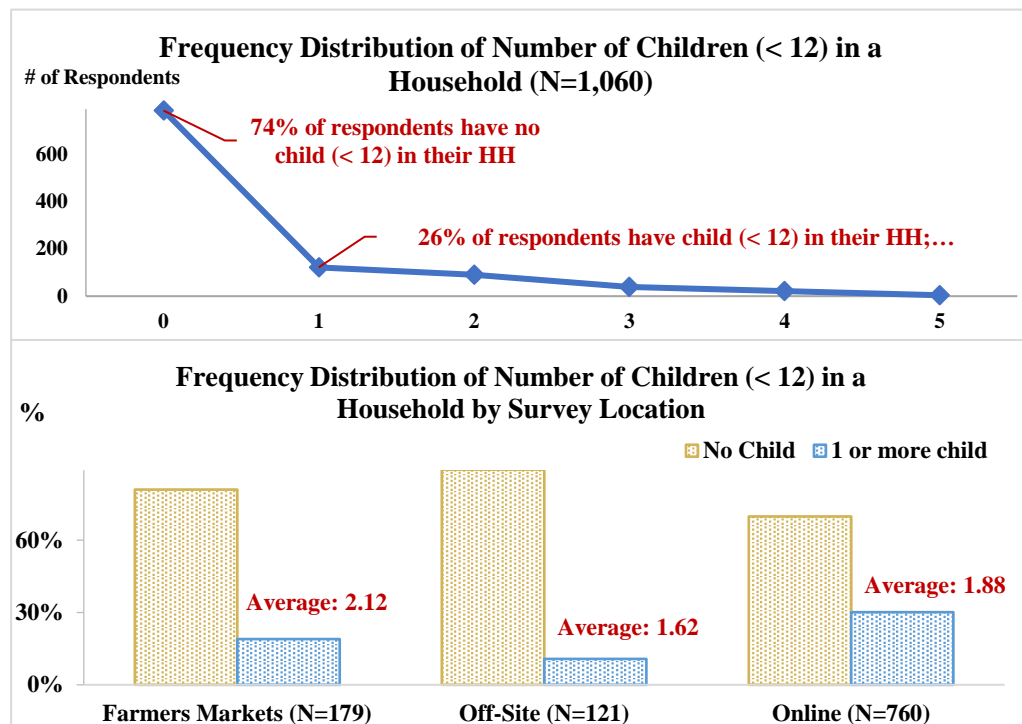 Frequency Distribution of Number of Children (< 12) in a
Household (N=1,060)
# of Respondents
74% of respondents have no
child (< 12) in their HH
26% of respondents have child (< 12) in their HH;…
600
400
200
0
0 1 2 3 4 5
Frequency Distribution of Number of Children (< 12) in a
Household by Survey Location
%
No Child 1 or more child
60%
30%
0%
Average: 2.12
Average: 1.62
Average: 1.88
Farmers Markets (N=179) Off-Site (N=121) Online (N=760)